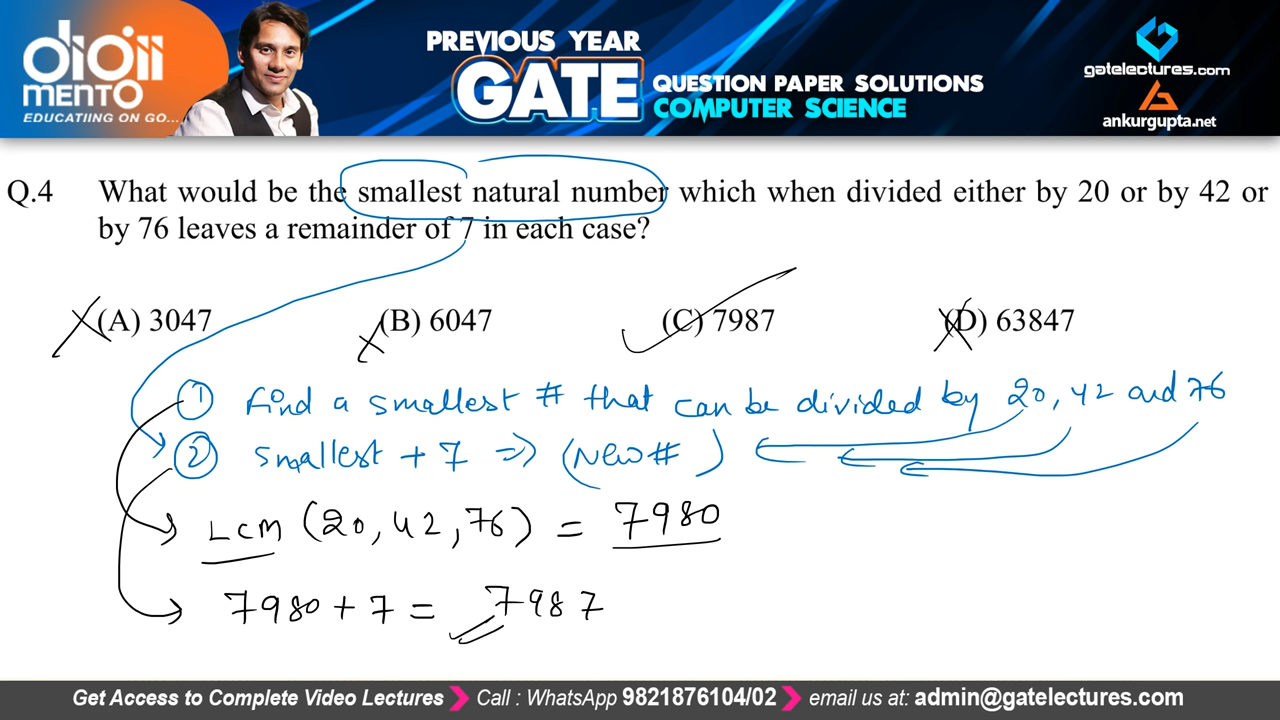 digii
MENTO
EDUCATIING ON GO...
PREVIOUS YEAR
GATE
QUESTION PAPER SOLUTIONS
COMPUTER SCIENCE
gatelectures.com
ankurgupta.net
Q.4 What would be the smallest natural number which when divided either by 20 or by 42 or
by 76 leaves a remainder of 7 in each case?
(A) 3047 (B) 6047 (C) 7987 (D) 63847
① find a smallest # that can be divided by 20, 42 and 76
② smallest + 7 => (New #)
LCM (20, 42, 76) = 7980
7980 + 7 = 7987
Get Access to Complete Video Lectures Call : WhatsApp 9821876104/02 email us at: admin@gatelectures.com